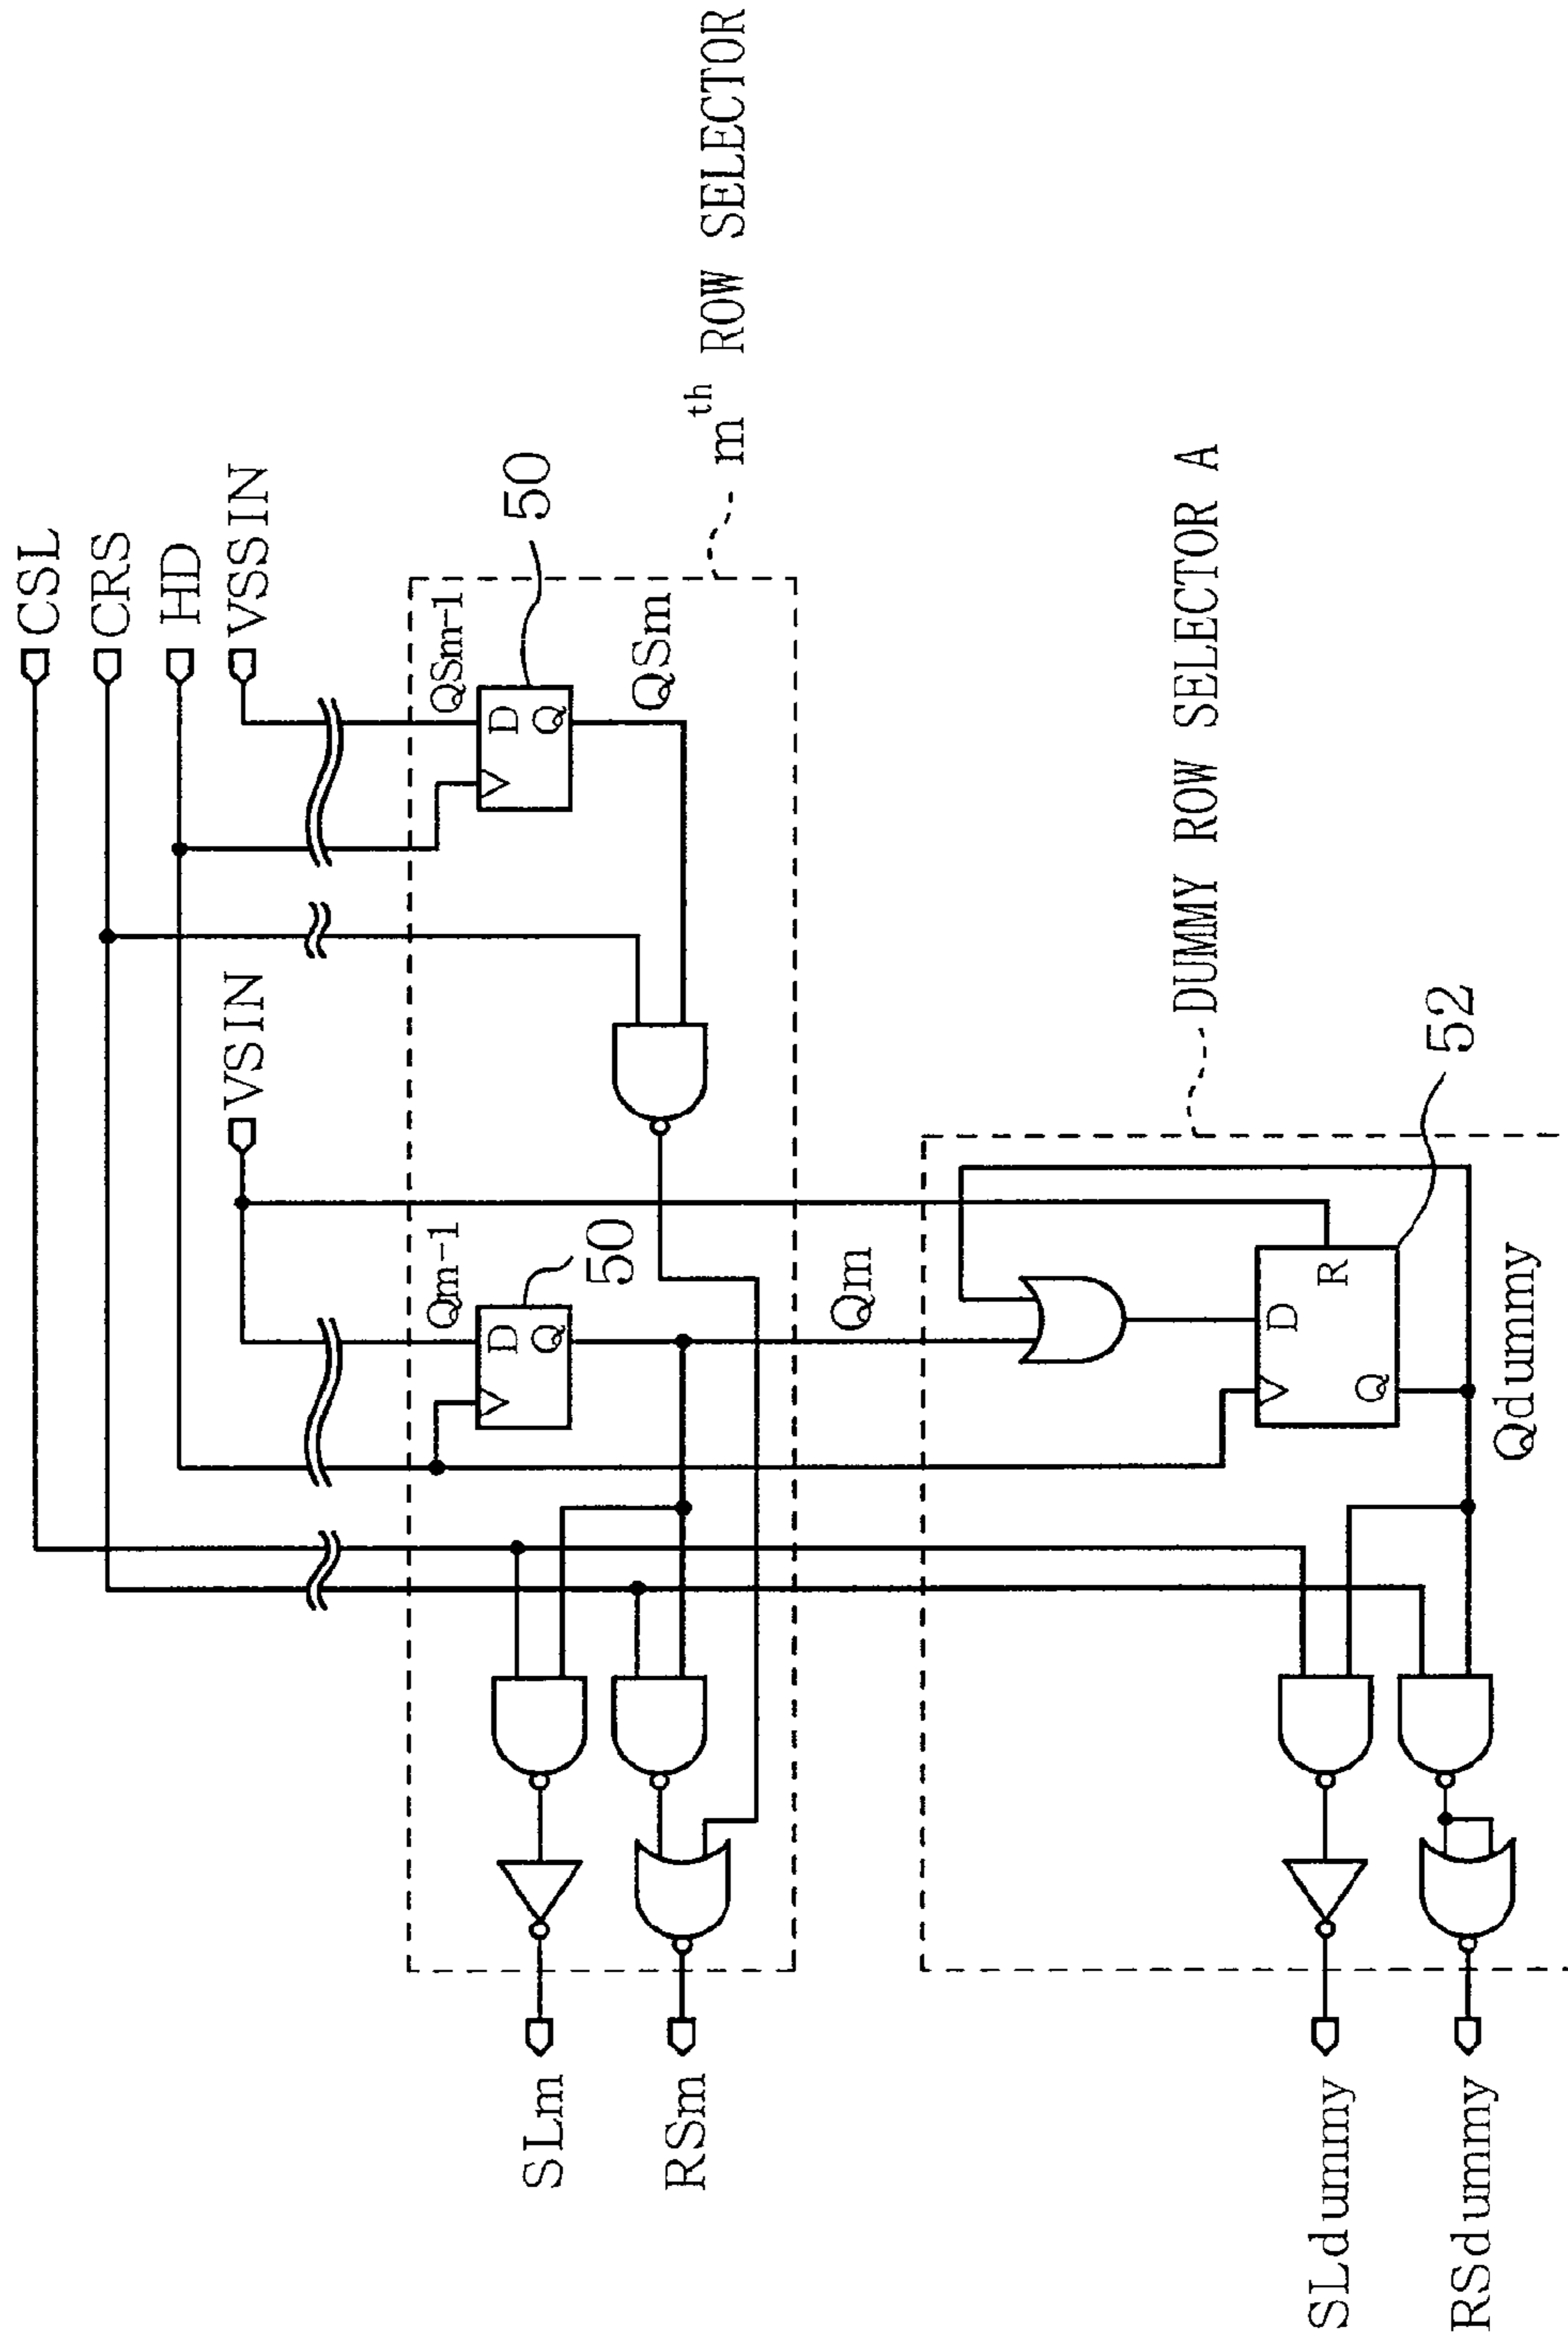 CSL
CRS
HD
VSSIN
VSIN
QSm-1
50
D
Q
QSm
mth ROW SELECTOR
Qm-1
50
D
Q
Qm
DUMMY ROW SELECTOR A
52
D
R
Q
Qdummy
SLm
RSm
SLdummy
RSdummy